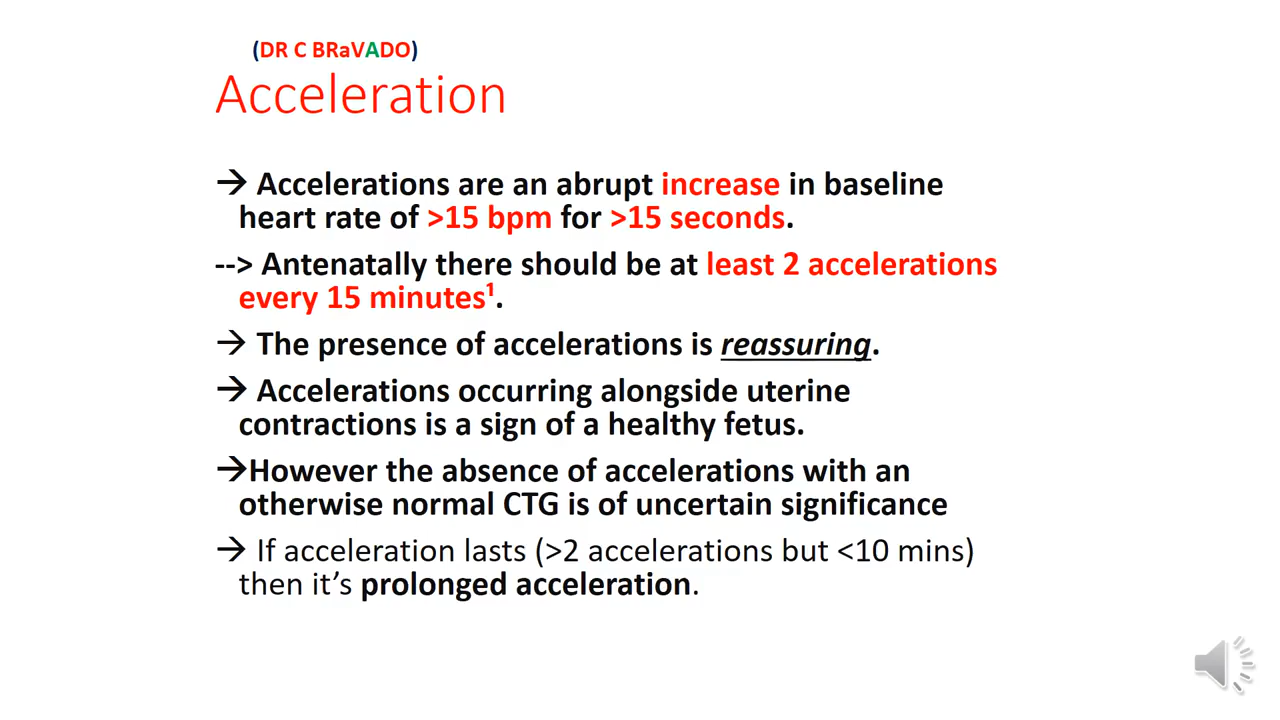 (DR C BRaVADO)
Acceleration
→ Accelerations are an abrupt increase in baseline
heart rate of >15 bpm for >15 seconds.
--> Antenatally there should be at least 2 accelerations
every 15 minutes¹.
→ The presence of accelerations is reassuring.
→ Accelerations occurring alongside uterine
contractions is a sign of a healthy fetus.
→However the absence of accelerations with an
otherwise normal CTG is of uncertain significance
→ If acceleration lasts (>2 accelerations but <10 mins)
then it’s prolonged acceleration.